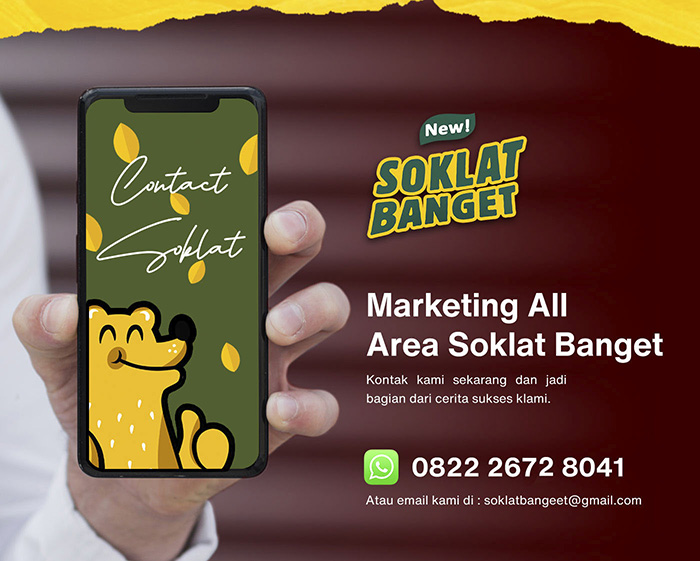 Contact
Soklat
New!
SOKLAT
BANGET
Marketing All
Area Soklat Banget
Kontak kami sekarang dan jadi
bagian dari cerita sukses klami.
0822 2672 8041
Atau email kami di : soklatbangeet@gmail.com